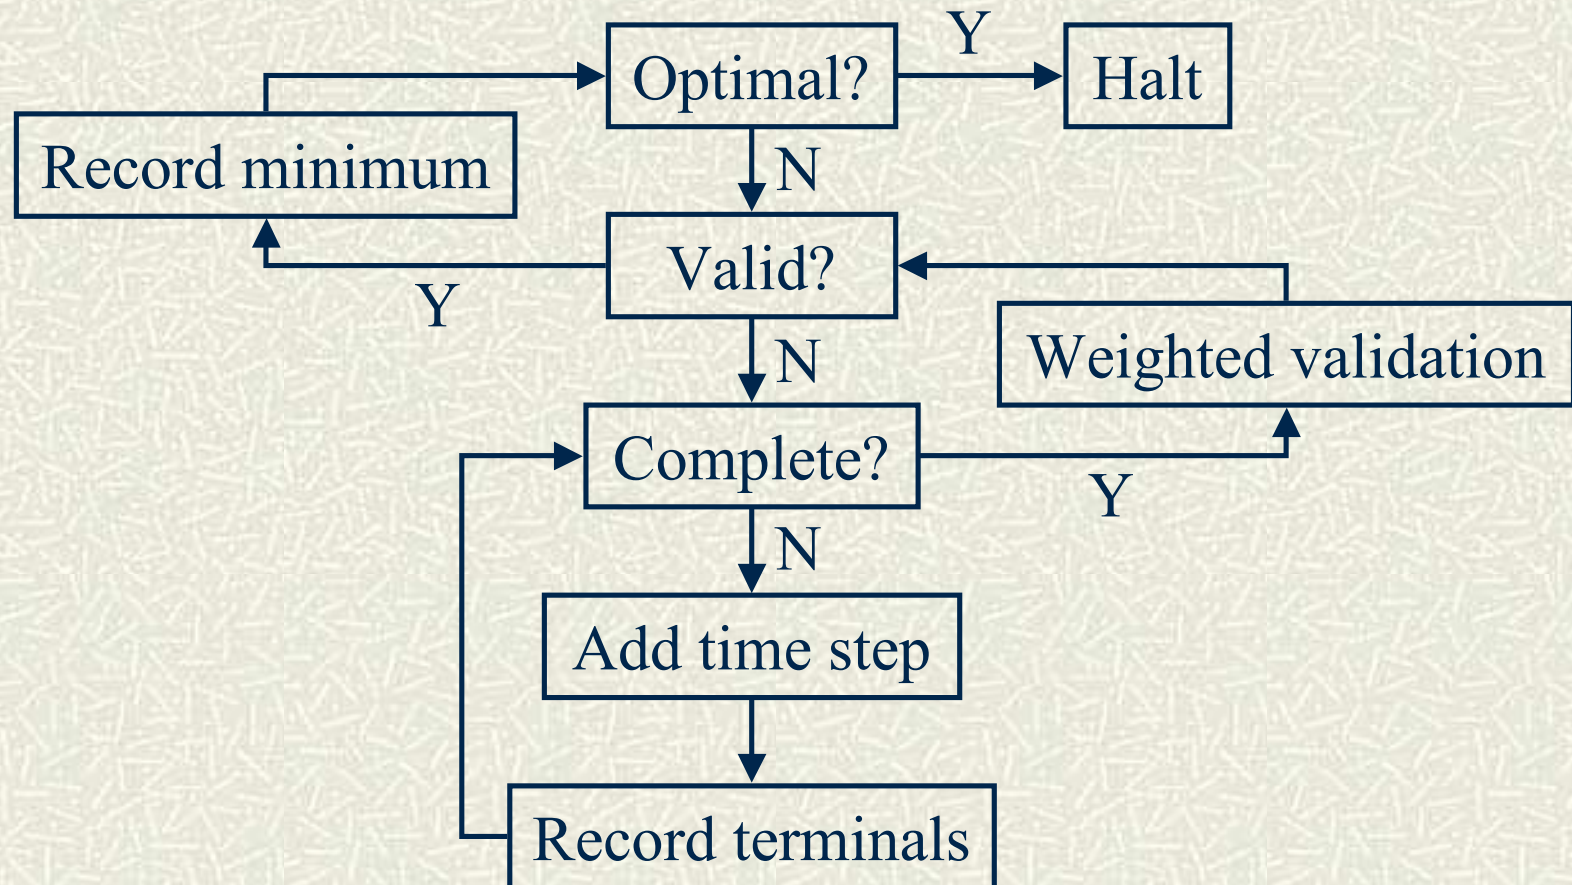 Y
Optimal?
Halt
Record minimum
N
Valid?
Y
N
Weighted validation
Complete?
Y
N
Add time step
Record terminals